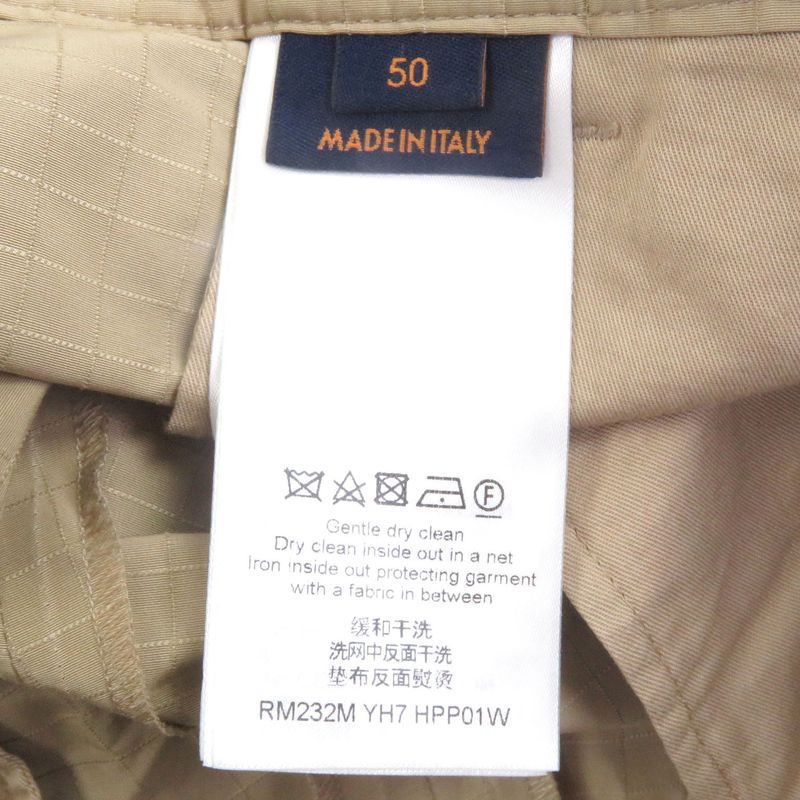 50
MADE IN ITALY
F
Gentle dry clean
Dry clean inside out in a net
Iron inside out protecting garment
with a fabric in between
缓和干洗
洗网中反面干洗
垫布反面熨烫
RM232M YH7 HPP01W